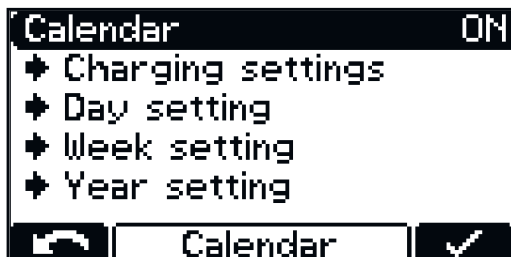 Calendar ON
Charging settings
Day setting
Week setting
Year setting
Calendar